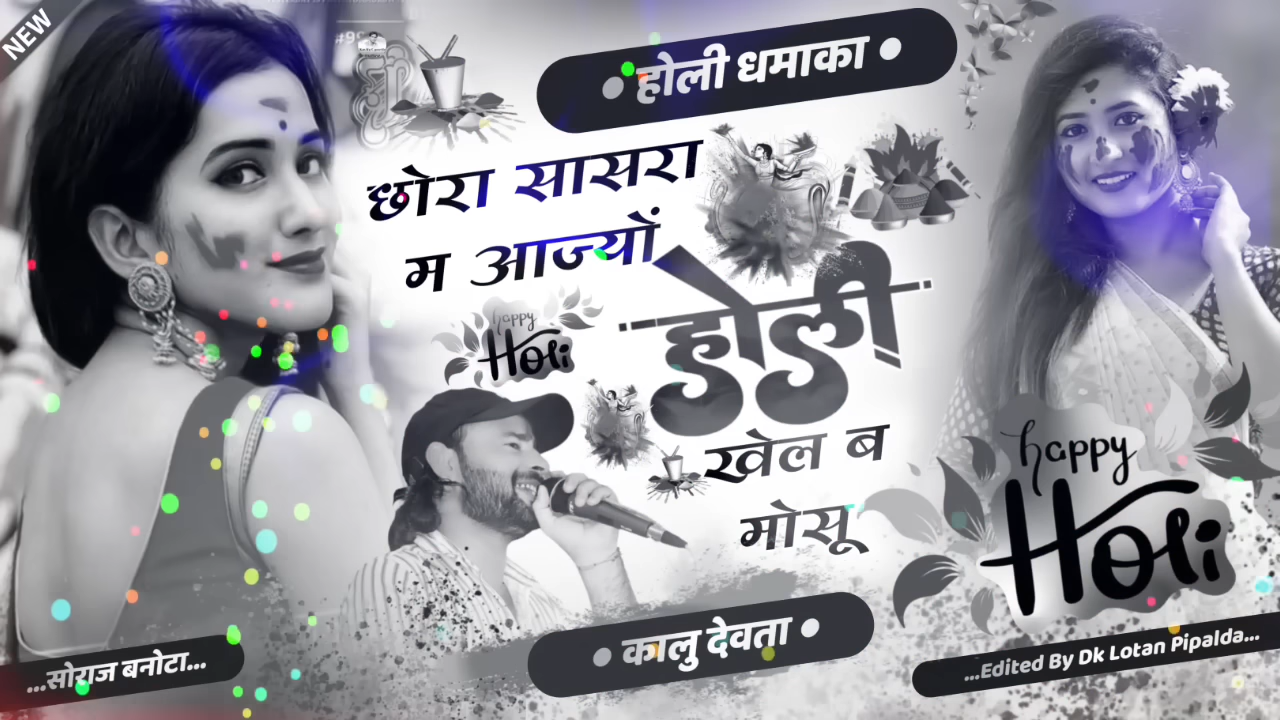 NEW
होली धमाका
छोरा सासरा
म आज्यों
होली
खेल ब
मोसू
happy
Holi
happy
Holi
कालु देवता
...सोराज बनोटा...
...Edited By Dk Lotan Pipalda...